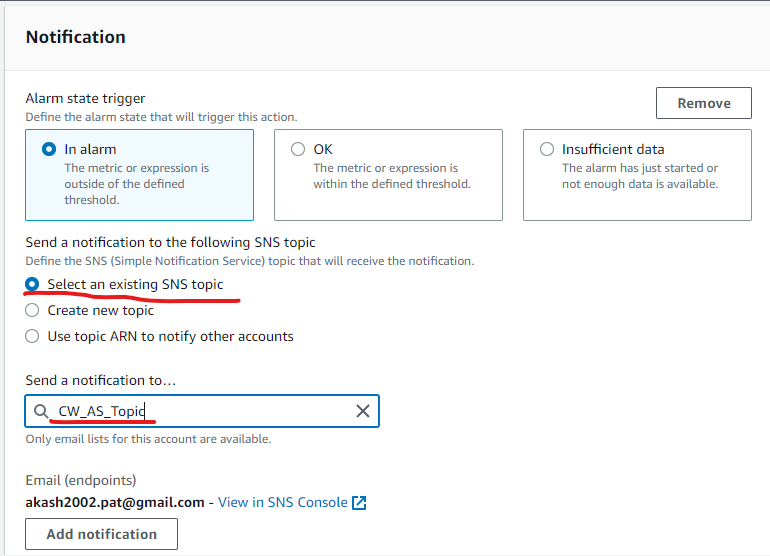 Notification
Alarm state trigger
Define the alarm state that will trigger this action.
Remove
In alarm
The metric or expression is
outside of the defined
threshold.
OK
The metric or expression is
within the defined threshold.
Insufficient data
The alarm has just started or
not enough data is available.
Send a notification to the following SNS topic
Define the SNS (Simple Notification Service) topic that will receive the notification.
Select an existing SNS topic
Create new topic
Use topic ARN to notify other accounts
Send a notification to…
CW_AS_Topic
Only email lists for this account are available.
Email (endpoints)
akash2002.pat@gmail.com - View in SNS Console
Add notification